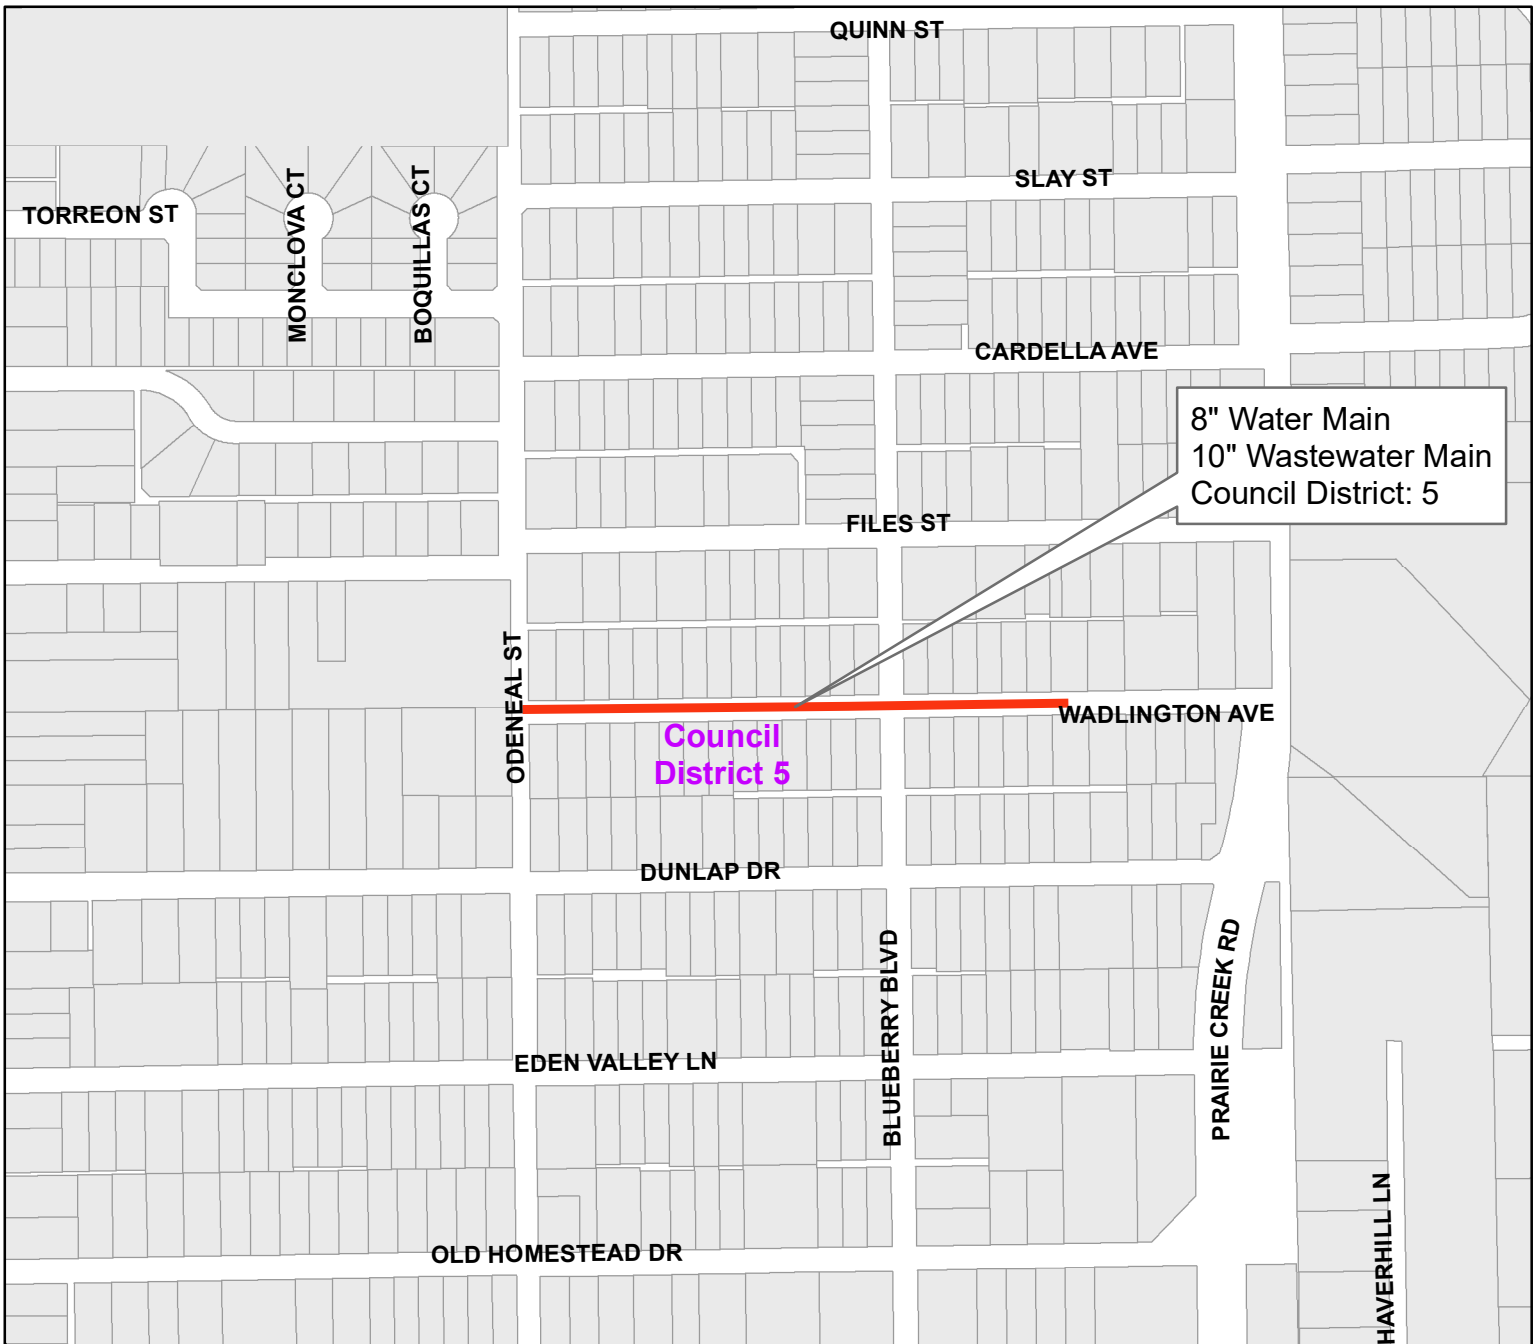 QUINN ST
SLAY ST
TORREON ST
MONCLOVA CT
BOQUILLAS CT
CARDELLA AVE
8" Water Main
10" Wastewater Main
Council District: 5
FILES ST
ODENEAL ST
WADLINGTON AVE
Council
District 5
DUNLAP DR
BLUEBERRY BLVD
PRAIRIE CREEK RD
EDEN VALLEY LN
HAVERHILL LN
OLD HOMESTEAD DR